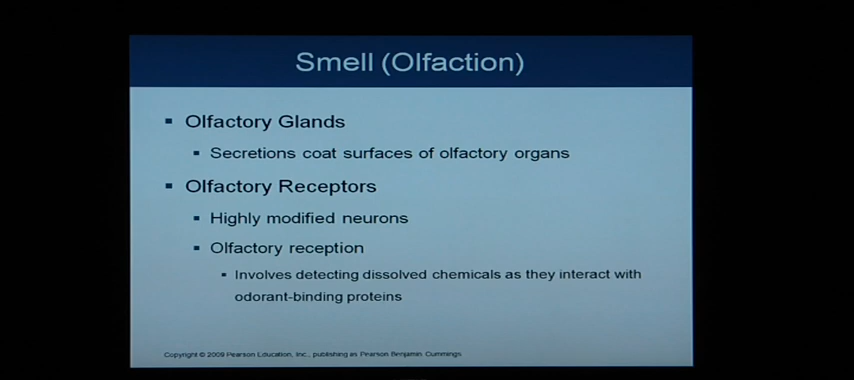 Smell (Olfaction)
▪ Olfactory Glands
▪ Secretions coat surfaces of olfactory organs
▪ Olfactory Receptors
▪ Highly modified neurons
▪ Olfactory reception
▪ Involves detecting dissolved chemicals as they interact with
odorant-binding proteins
Copyright © 2009 Pearson Education, Inc., publishing as Pearson Benjamin Cummings